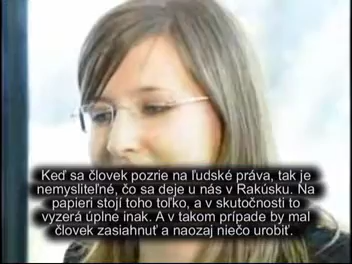 Keď sa človek pozrie na ľudské práva, tak je
nemysliteľné, čo sa deje u nás v Rakúsku. Na
papieri stojí toho toľko, a v skutočnosti to
vyzerá úplne inak. A v takom prípade by mal
človek zasiahnuť a naozaj niečo urobiť.